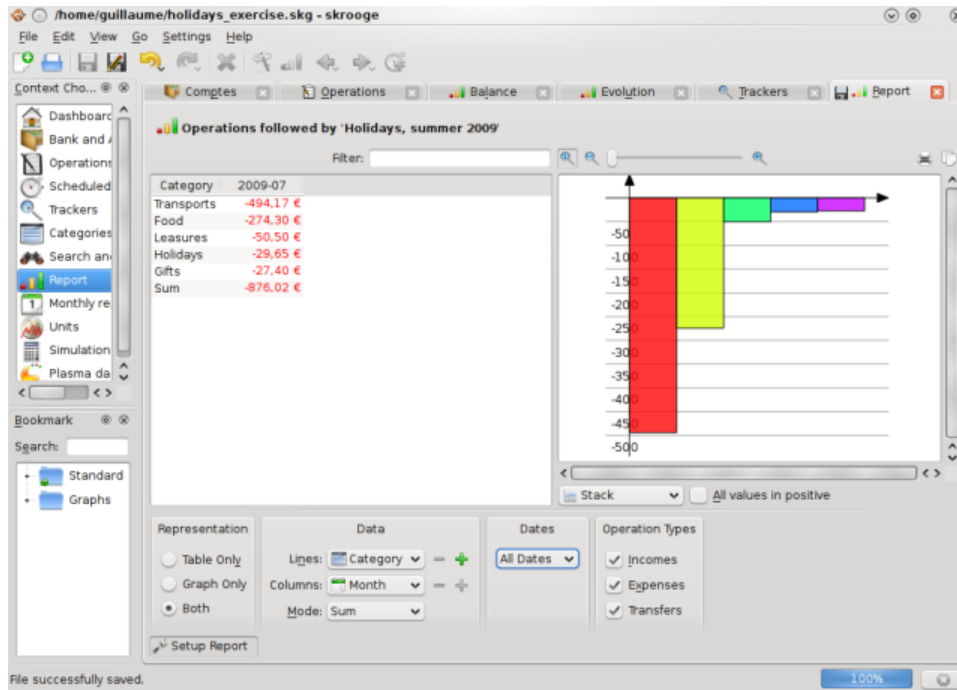 /home/guillaume/holidays_exercise.skg - skrooge
File Edit View Go Settings Help
Context Cho...
Dashboard
Bank and
Operations
Scheduled
Trackers
Categories
Search an
Report
Monthly re
Units
Simulation
Plasma da
Bookmark
Search:
Standard
Graphs
Comptes Operations Balance Evolution Trackers Report
Operations followed by 'Holidays, summer 2009'
Filter:
Category 2009-07
Transports -494,17 €
Food -274,30 €
Leasures -50,50 €
Holidays -29,65 €
Gifts -27,40 €
Sum -876,02 €
-50
-100
-150
-200
-250
-300
-350
-400
-450
-500
Stack All values in positive
Representation
Table Only
Graph Only
Both
Data
Lines: Category
Columns: Month
Mode: Sum
Dates
All Dates
Operation Types
Incomes
Expenses
Transfers
Setup Report
File successfully saved. 100%